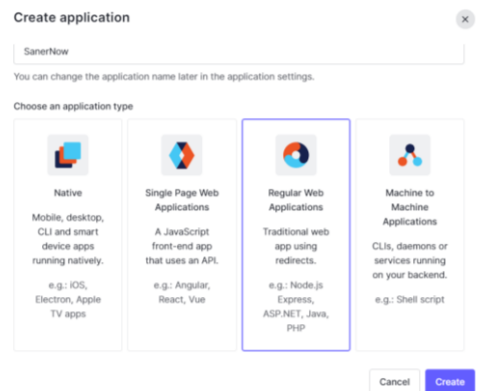 Create application
SanerNow
You can change the application name later in the application settings.
Choose an application type
Native
Mobile, desktop,
CLI and smart
device apps
running natively.
e.g.: iOS,
Electron, Apple
TV apps
Single Page Web
Applications
A JavaScript
front-end app
that uses an API.
e.g.: Angular,
React, Vue
Regular Web
Applications
Traditional web
app using
redirects.
e.g.: Node.js
Express,
ASP.NET, Java,
PHP
Machine to
Machine
Applications
CLIs, daemons or
services running
on your backend.
e.g.: Shell script
Cancel
Create